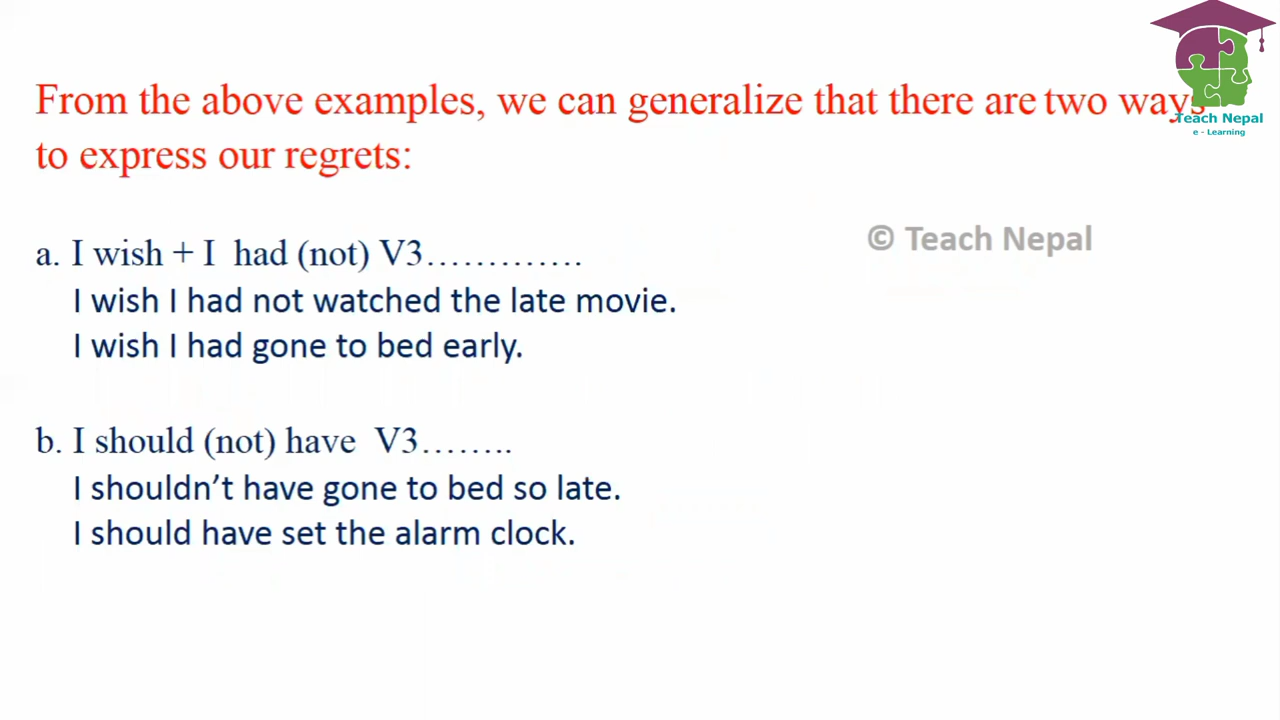 Teach Nepal
e - Learning
From the above examples, we can generalize that there are two ways
to express our regrets:
© Teach Nepal
a. I wish + I had (not) V3.............
I wish I had not watched the late movie.
I wish I had gone to bed early.
b. I should (not) have V3........
I shouldn’t have gone to bed so late.
I should have set the alarm clock.